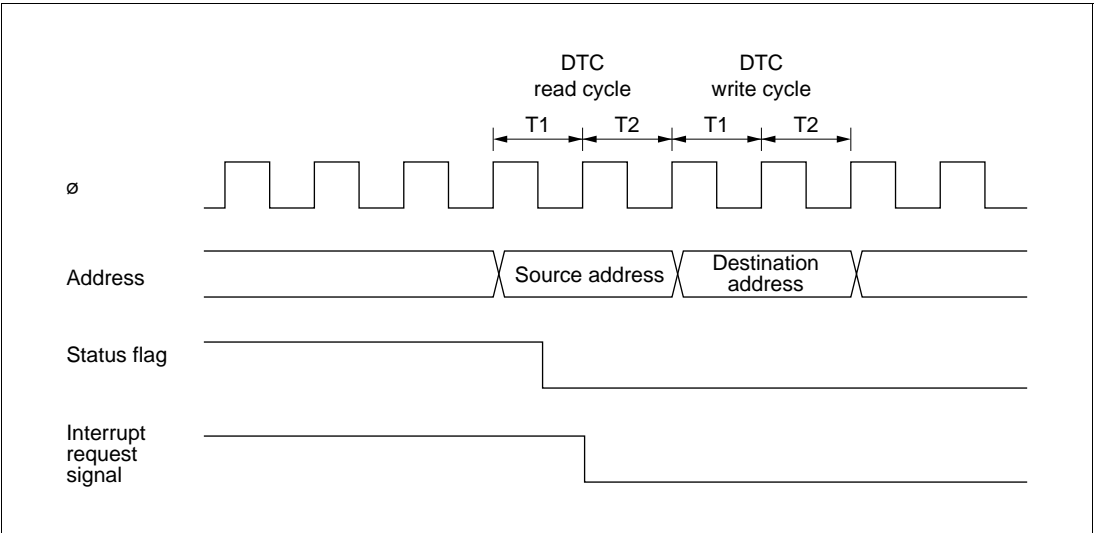 DTC
read cycle
DTC
write cycle
T1
T2
T1
T2
ø
Address
Source address
Destination
address
Status flag
Interrupt
request
signal